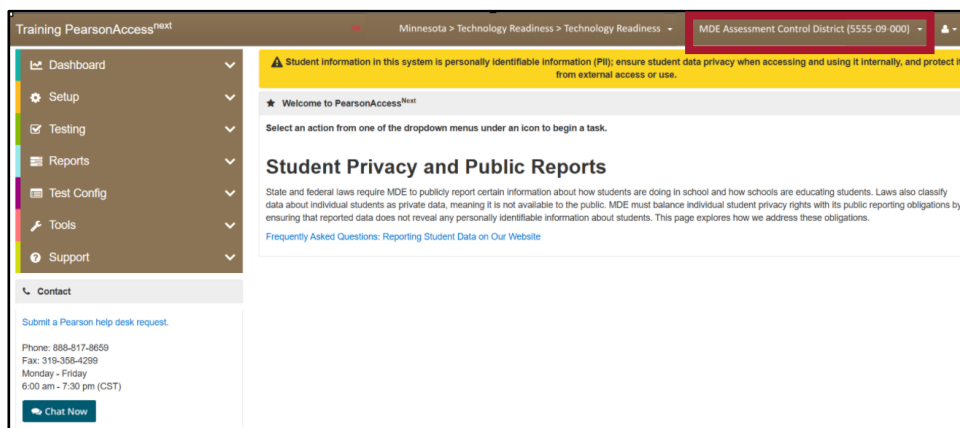 Training PearsonAccessnext
Minnesota > Technology Readiness > Technology Readiness
MDE Assessment Control District (5555-09-000)
Dashboard
Setup
Testing
Reports
Test Config
Tools
Support
Contact
Submit a Pearson help desk request.
Phone: 888-817-8659
Fax: 319-358-4299
Monday - Friday
6:00 am - 7:30 pm (CST)
Chat Now
Student information in this system is personally identifiable information (PII); ensure student data privacy when accessing and using it internally, and protect it
from external access or use.
Welcome to PearsonAccessNext
Select an action from one of the dropdown menus under an icon to begin a task.
Student Privacy and Public Reports
State and federal laws require MDE to publicly report certain information about how students are doing in school and how schools are educating students. Laws also classify
data about individual students as private data, meaning it is not available to the public. MDE must balance individual student privacy rights with its public reporting obligations by
ensuring that reported data does not reveal any personally identifiable information about students. This page explores how we address these obligations.
Frequently Asked Questions: Reporting Student Data on Our Website